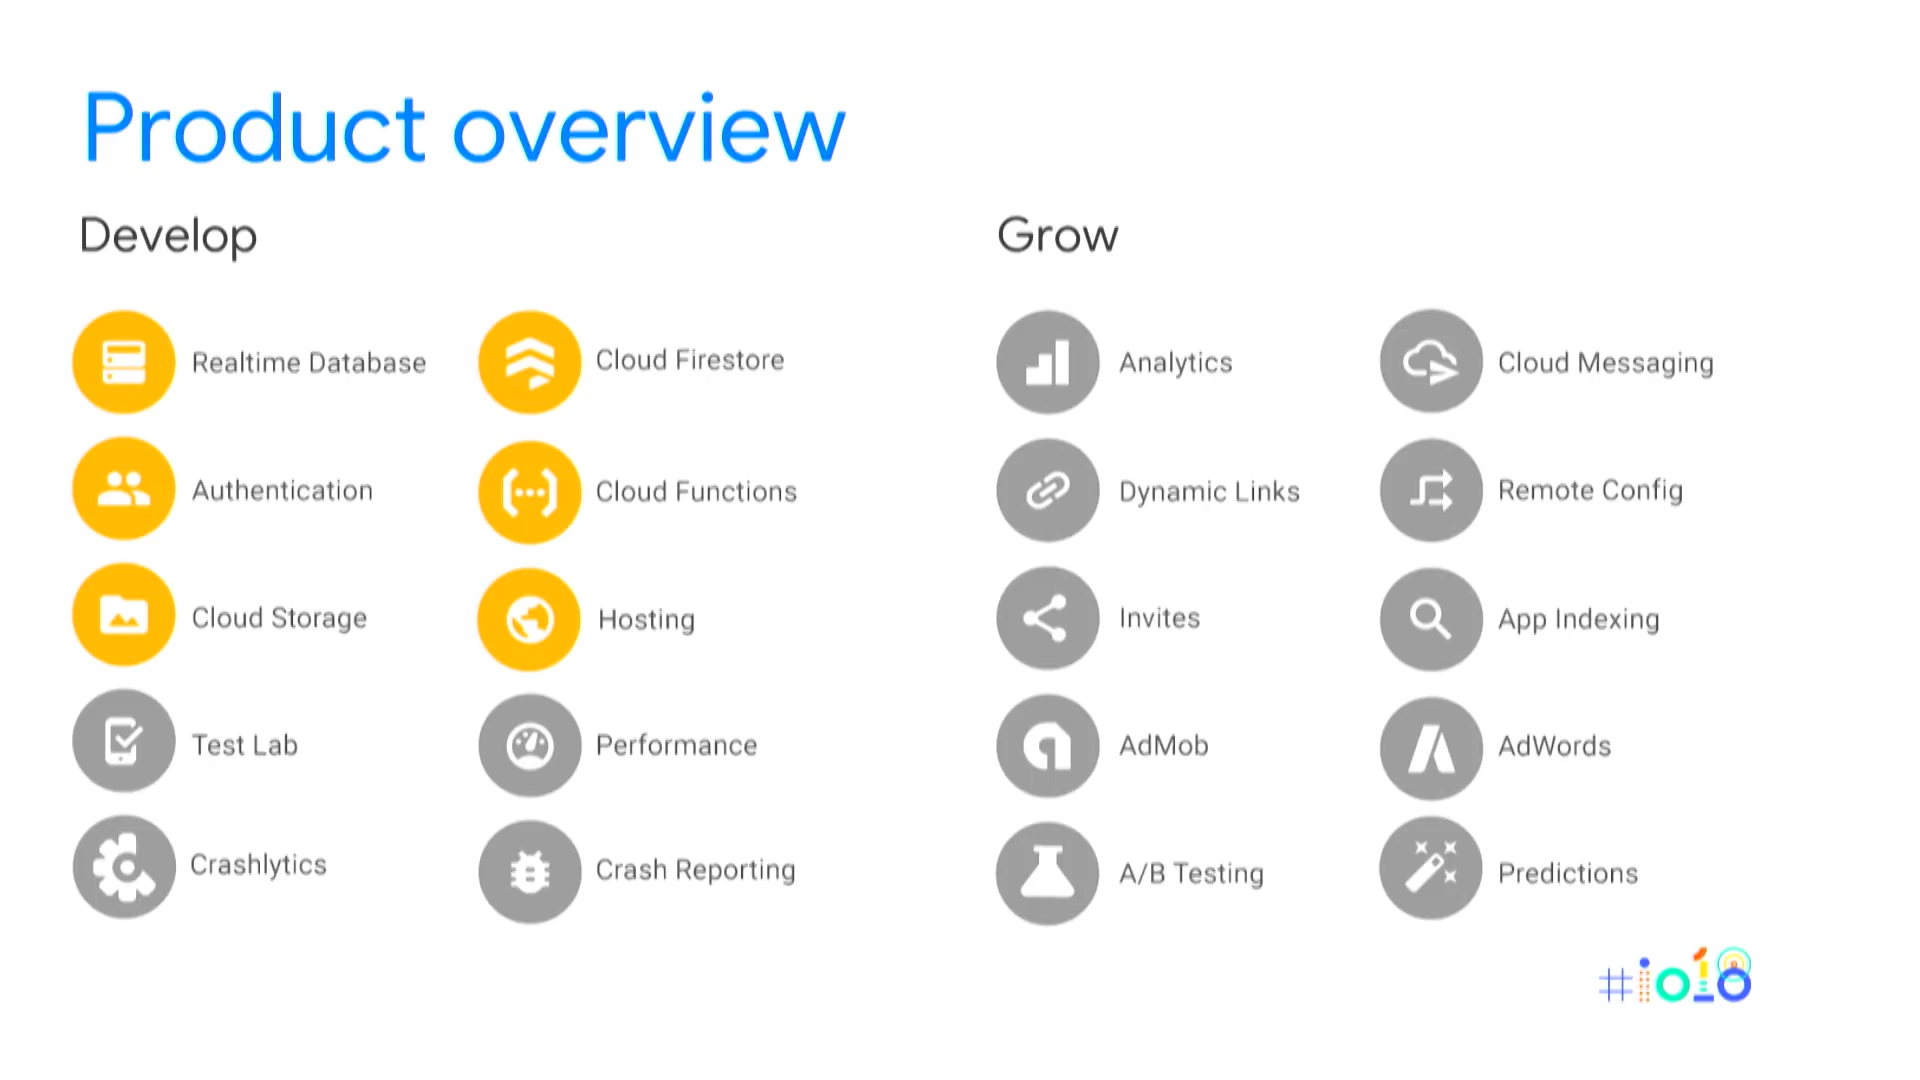 Product overview
Develop
Realtime Database
Cloud Firestore
Authentication
Cloud Functions
Cloud Storage
Hosting
Test Lab
Performance
Crashlytics
Crash Reporting
Grow
Analytics
Cloud Messaging
Dynamic Links
Remote Config
Invites
App Indexing
AdMob
AdWords
A/B Testing
Predictions
#io18